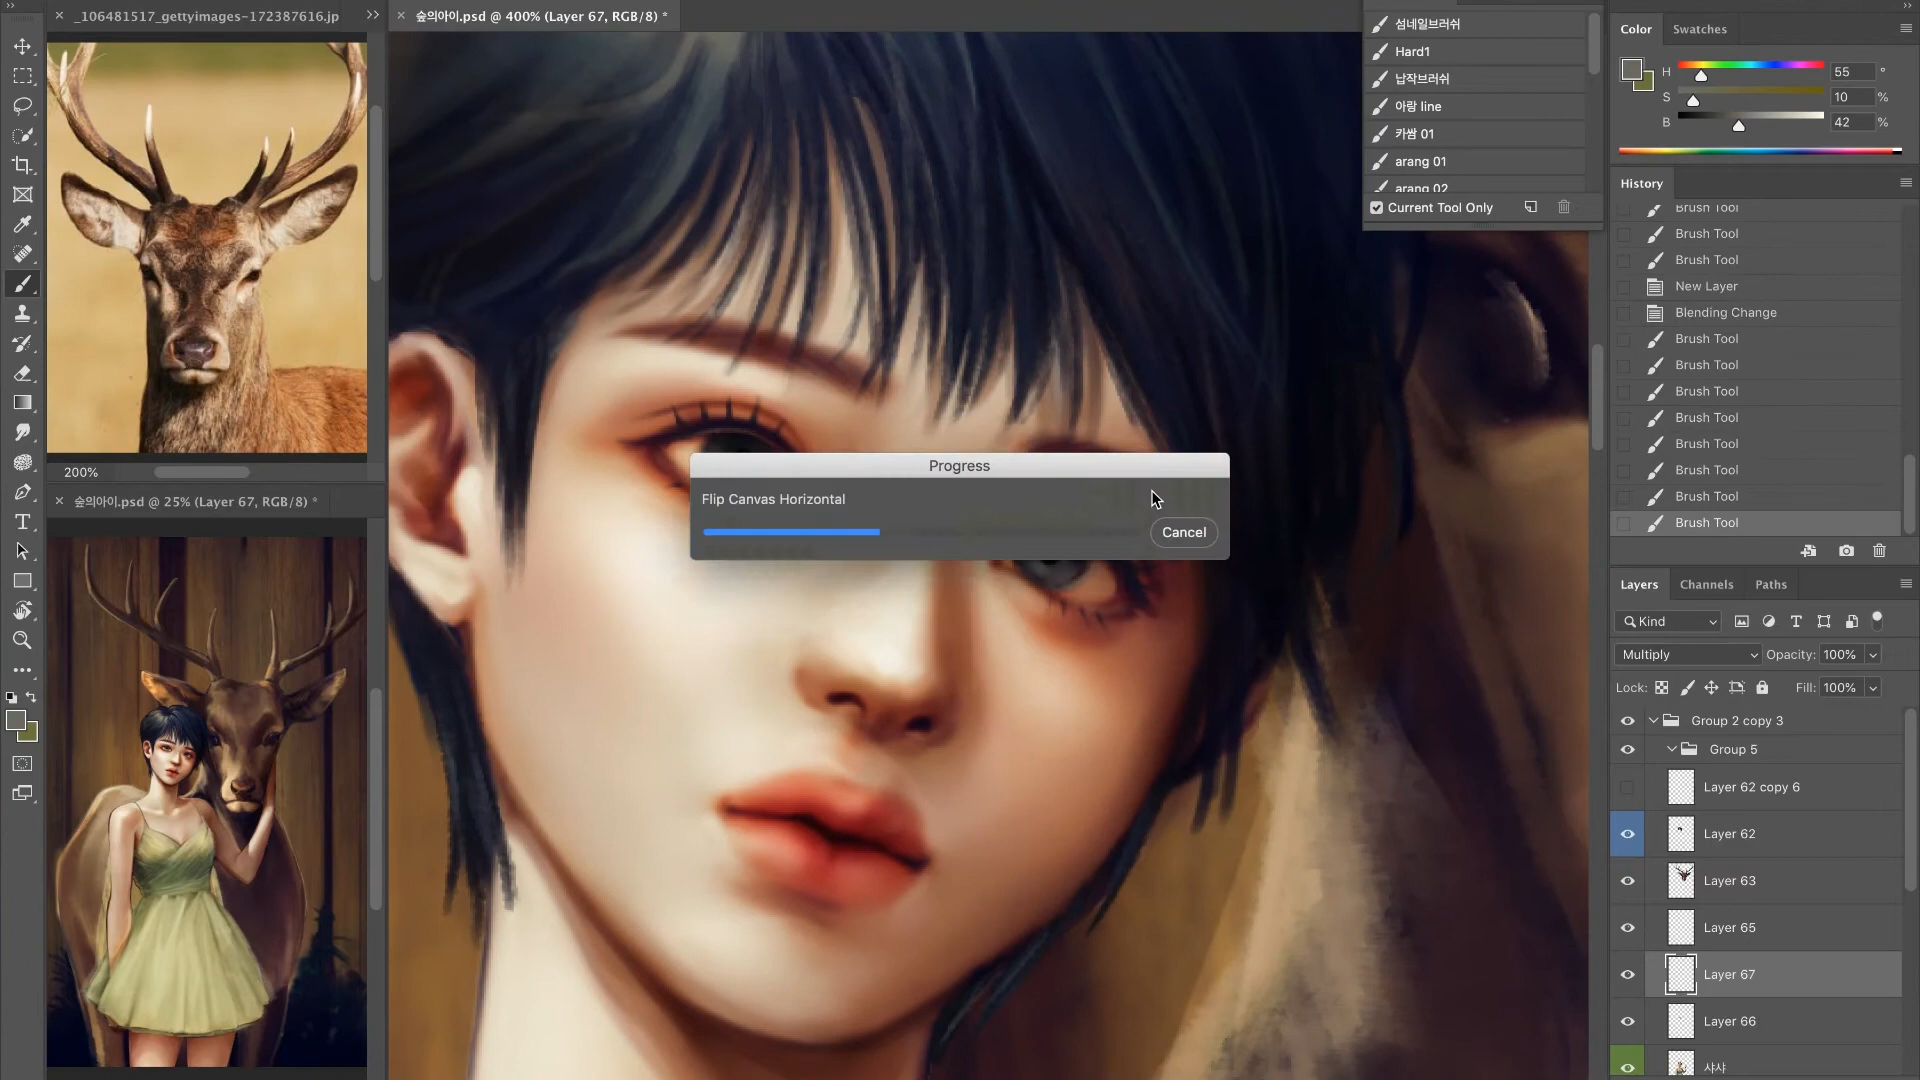 _106481517_gettyimages-172387616.jp
숲의아이.psd @ 400% (Layer 67, RGB/8) *
200%
숲의아이.psd @ 25% (Layer 67, RGB/8) *
섬네일브러쉬
Hard1
납작브러쉬
아랑 line
카쌈 01
arang 01
arang 02
Current Tool Only
Progress
Flip Canvas Horizontal
Cancel
Color Swatches
H 55 °
S 10 %
B 42 %
History
Brush Tool
Brush Tool
Brush Tool
New Layer
Blending Change
Brush Tool
Brush Tool
Brush Tool
Brush Tool
Brush Tool
Brush Tool
Brush Tool
Brush Tool
Layers Channels Paths
Kind
Multiply Opacity: 100%
Lock: Fill: 100%
Group 2 copy 3
Group 5
Layer 62 copy 6
Layer 62
Layer 63
Layer 65
Layer 67
Layer 66
샤샤